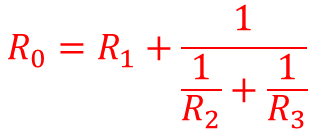 R₀ = R₁ + 1/(1/R₂ + 1/R₃)